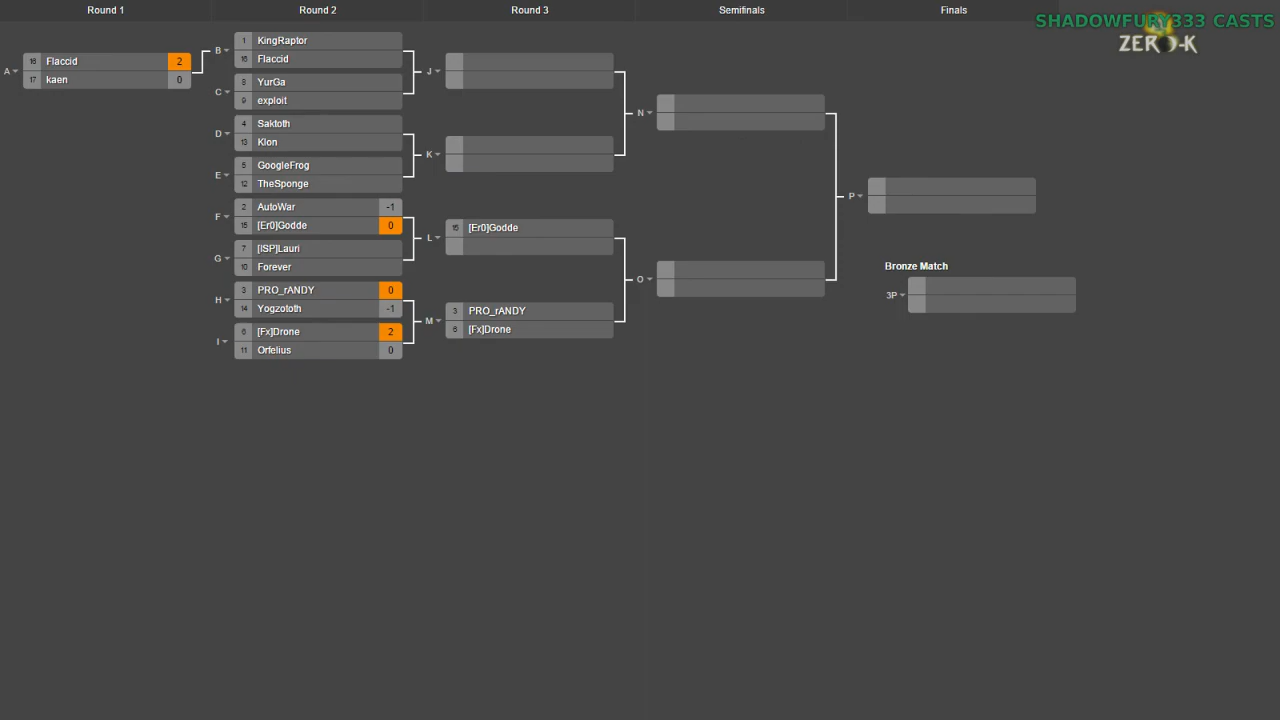 Round 1
Round 2
Round 3
Semifinals
Finals
SHADOWFURY333 CASTS
ZERO-K
A
16 Flaccid 2
17 kaen 0
B
1 KingRaptor
16 Flaccid
C
8 YurGa
9 exploit
D
4 Saktoth
13 Klon
E
5 GoogleFrog
12 TheSponge
F
2 AutoWar -1
15 [Er0]Godde 0
G
7 [ISP]Lauri
10 Forever
H
3 PRO_rANDY 0
14 Yogzototh -1
I
6 [Fx]Drone 2
11 Orfelius 0
J
K
L
15 [Er0]Godde
M
3 PRO_rANDY
6 [Fx]Drone
N
O
P
Bronze Match
3P